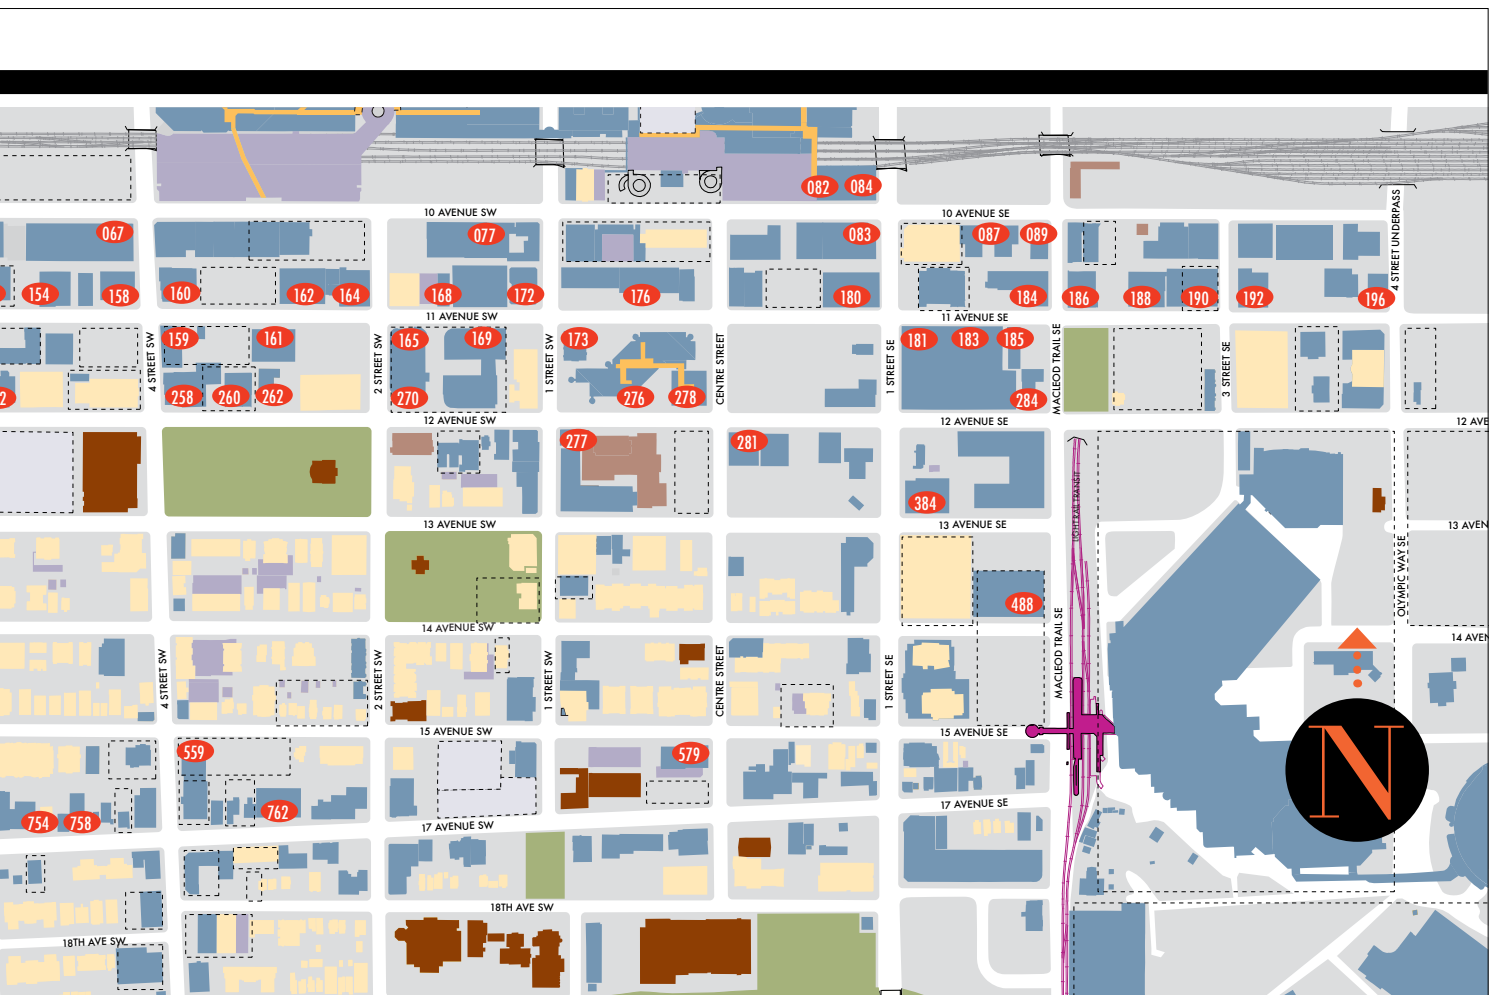 082 084
10 AVENUE SW
10 AVENUE SE
4 STREET UNDERPASS
067
077
083
087 089
154 158
160
162 164
168 172
176
180
184
186 188 190
192 196
11 AVENUE SW
11 AVENUE SE
159 161
165 169
173
181 183 185
4 STREET SW
2 STREET SW
1 STREET SW
CENTRE STREET
1 STREET SE
MACLEOD TRAIL SE
3 STREET SE
2
258 260 262
270
276 278
284
12 AVENUE SW
12 AVENUE SE
12 AVE
277
281
384
LIGHT RAIL TRANSIT
13 AVENUE SW
13 AVENUE SE
13 AVEN
OLYMPIC WAY SE
488
14 AVENUE SW
14 AVEN
4 STREET SW
2 STREET SW
1 STREET SW
CENTRE STREET
1 STREET SE
MACLEOD TRAIL SE
15 AVENUE SW
15 AVENUE SE
559
579
N
754 758
762
17 AVENUE SW
17 AVENUE SE
18TH AVE SW
18TH AVE SW